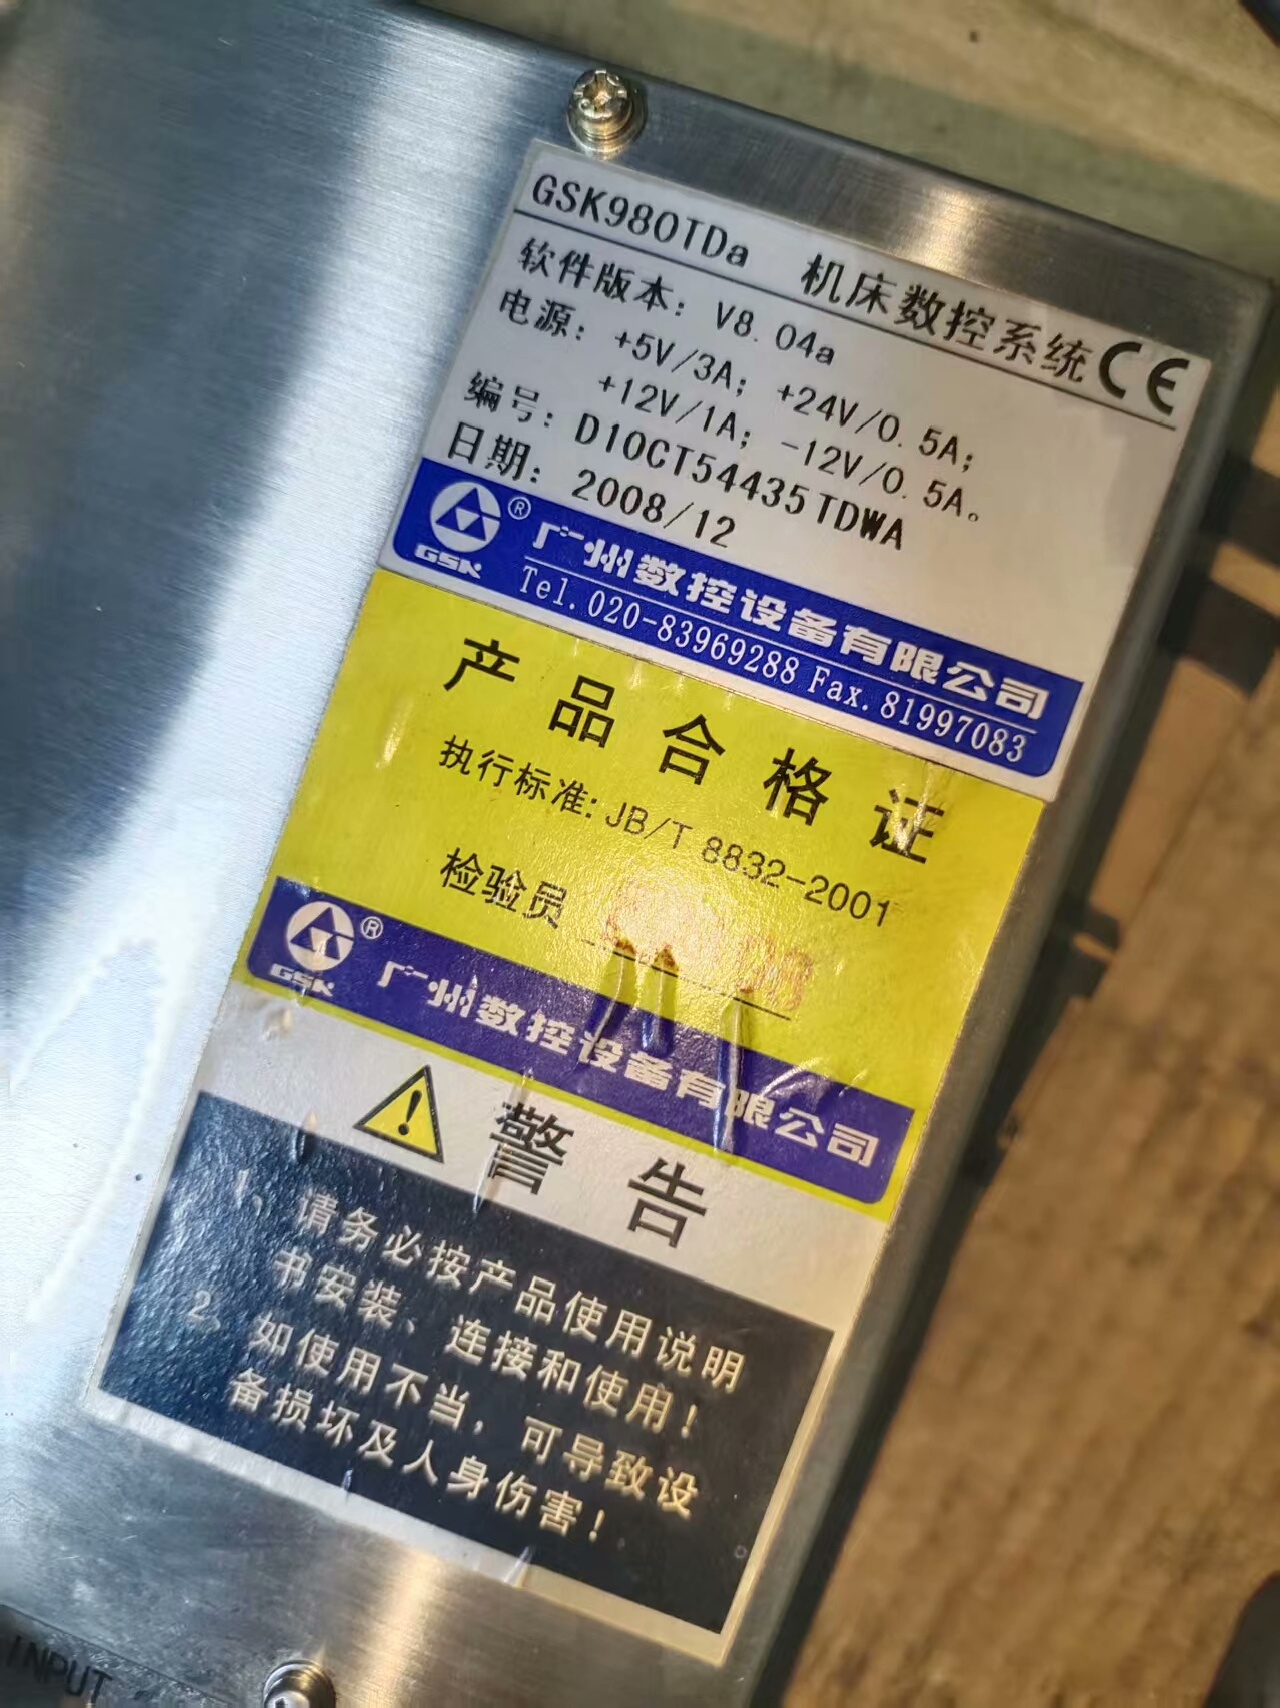 GSK980TDa 机床数控系统 CE
软件版本: V8.04a
电源: +5V/3A; +24V/0.5A;
+12V/1A; -12V/0.5A。
编号: D10CT54435TDWA
日期: 2008/12
GSK ® 广州数控设备有限公司
Tel.020-83969288 Fax.81997083
产品合格证
执行标准: JB/T 8832-2001
检验员
GSK ® 广州数控设备有限公司
警告
1、请务必按产品使用说明
书安装、连接和使用!
2、如使用不当, 可导致设
备损坏及人身伤害!
INPUT